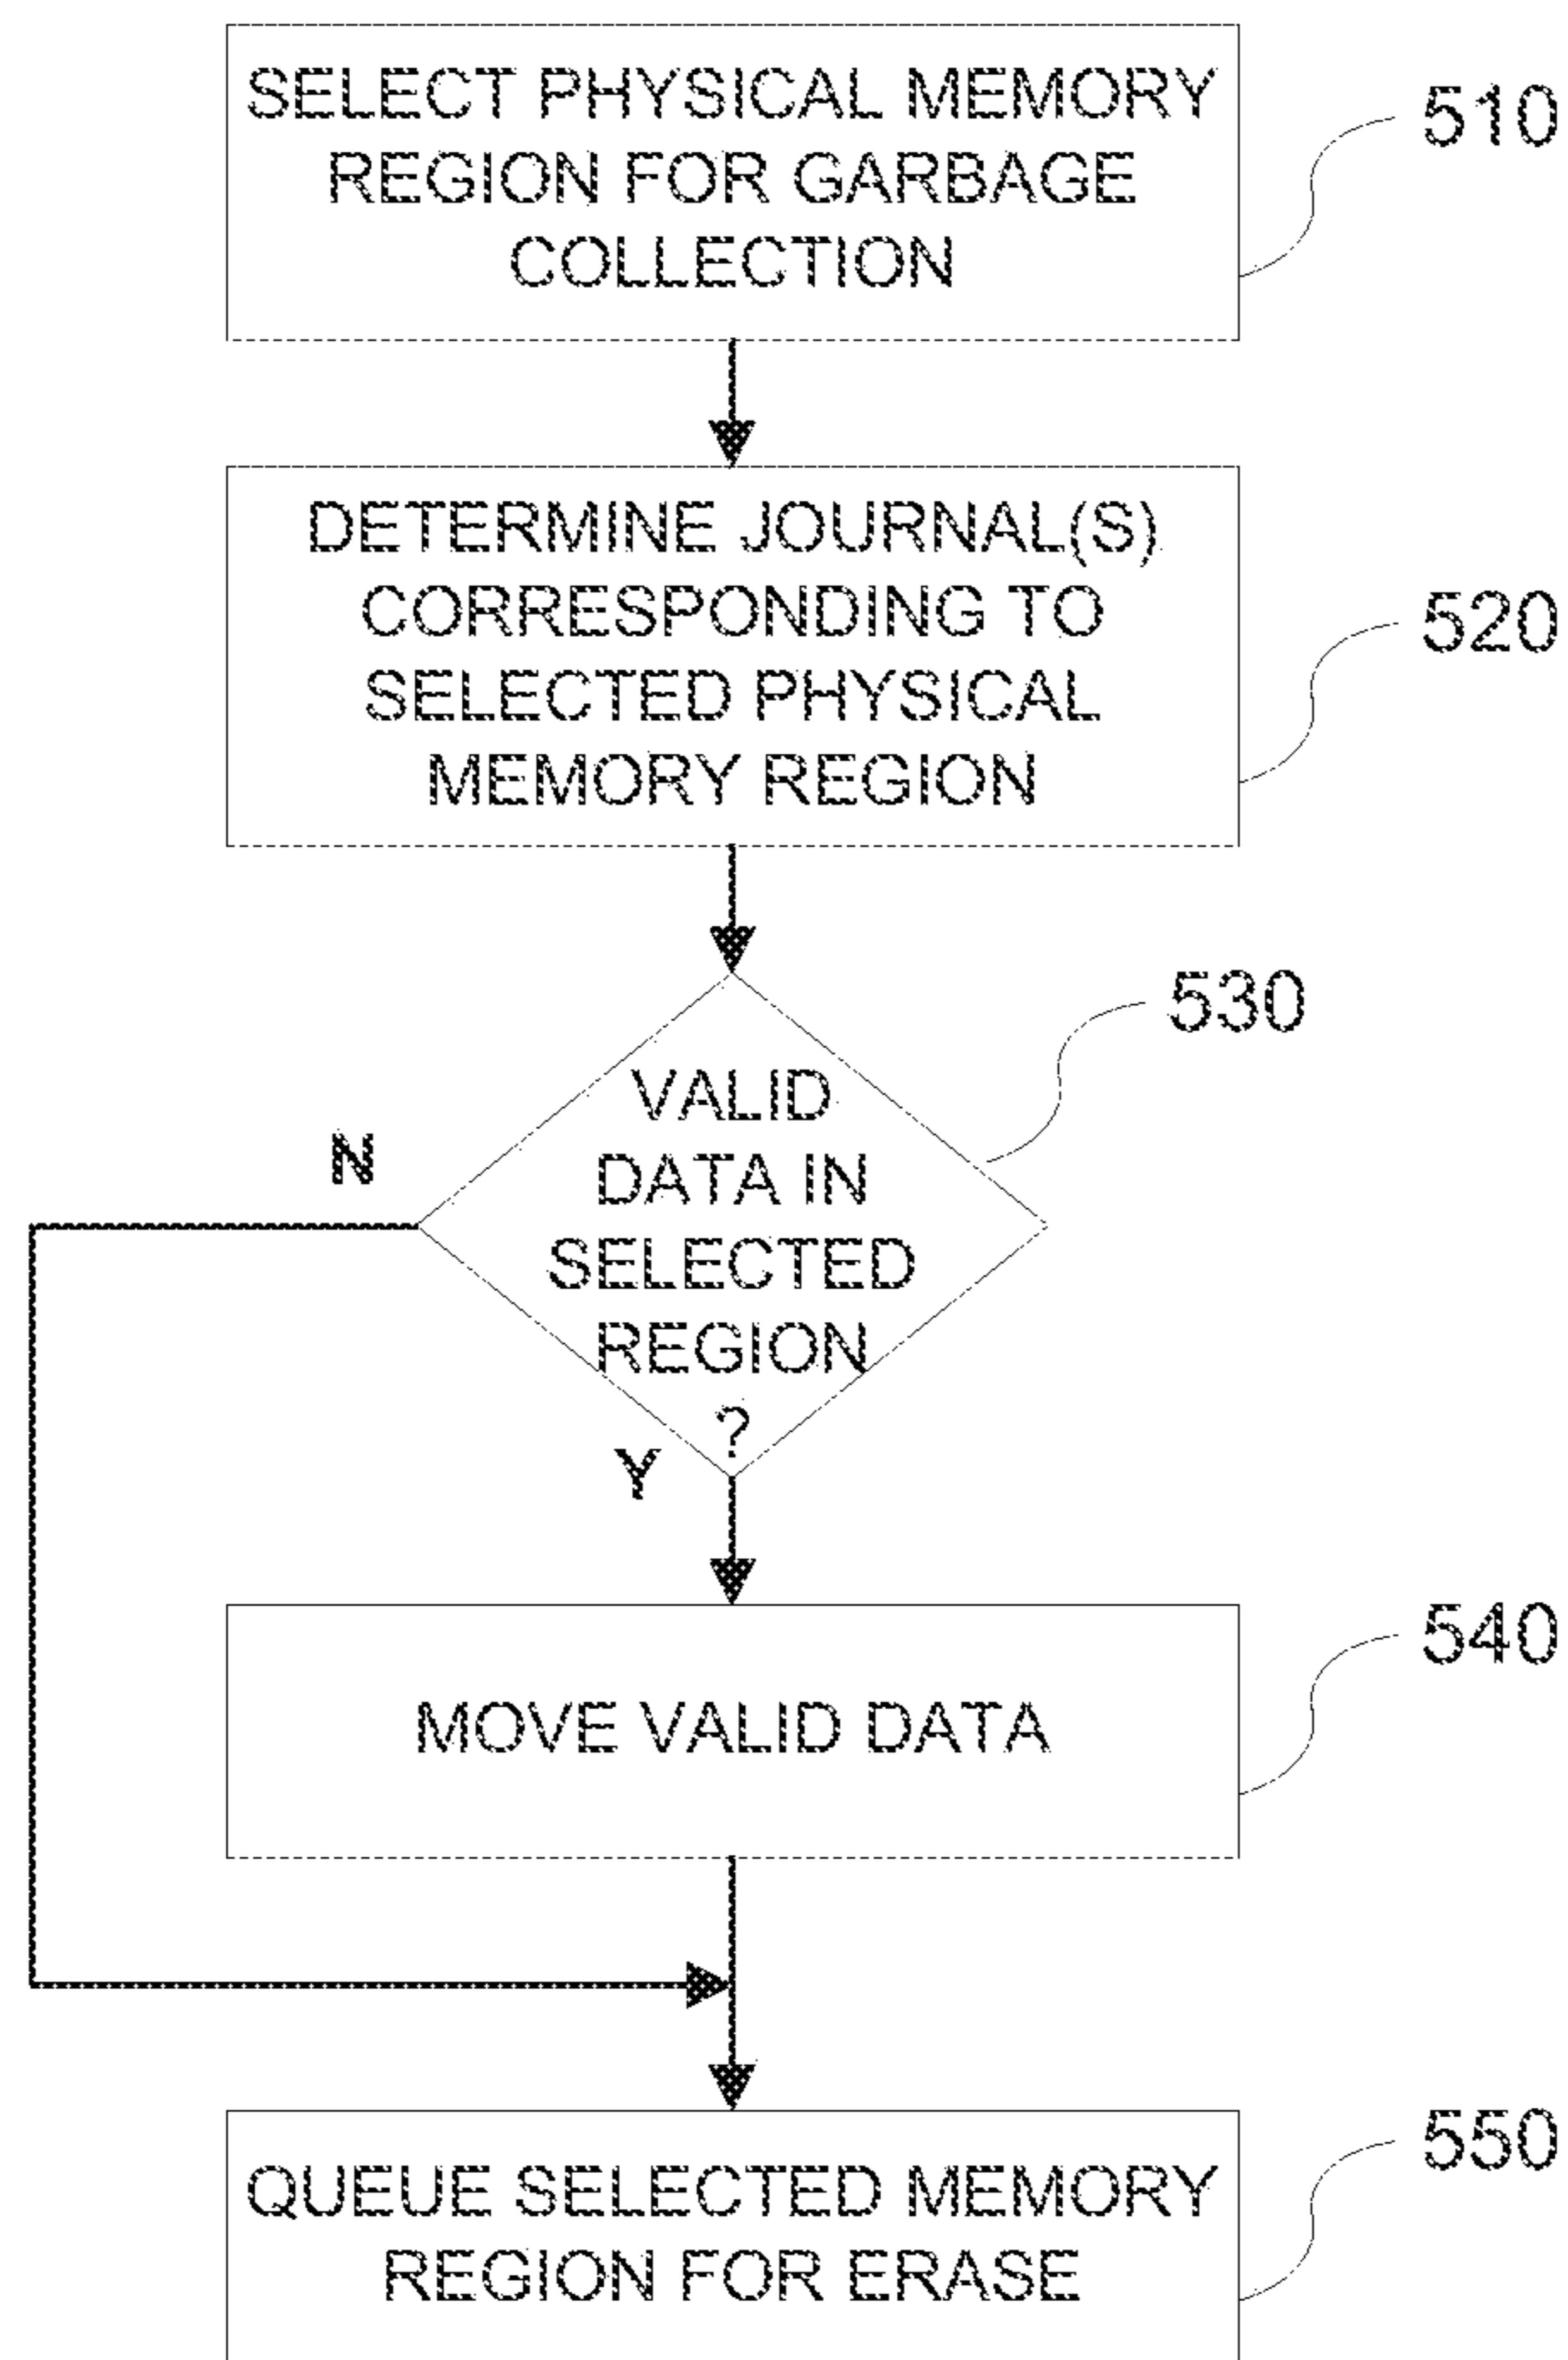 SELECT PHYSICAL MEMORY
REGION FOR GARBAGE
COLLECTION
510
DETERMINE JOURNAL(S)
CORRESPONDING TO
SELECTED PHYSICAL
MEMORY REGION
520
530
VALID
DATA IN
SELECTED
REGION
?
N
Y
MOVE VALID DATA
540
QUEUE SELECTED MEMORY
REGION FOR ERASE
550